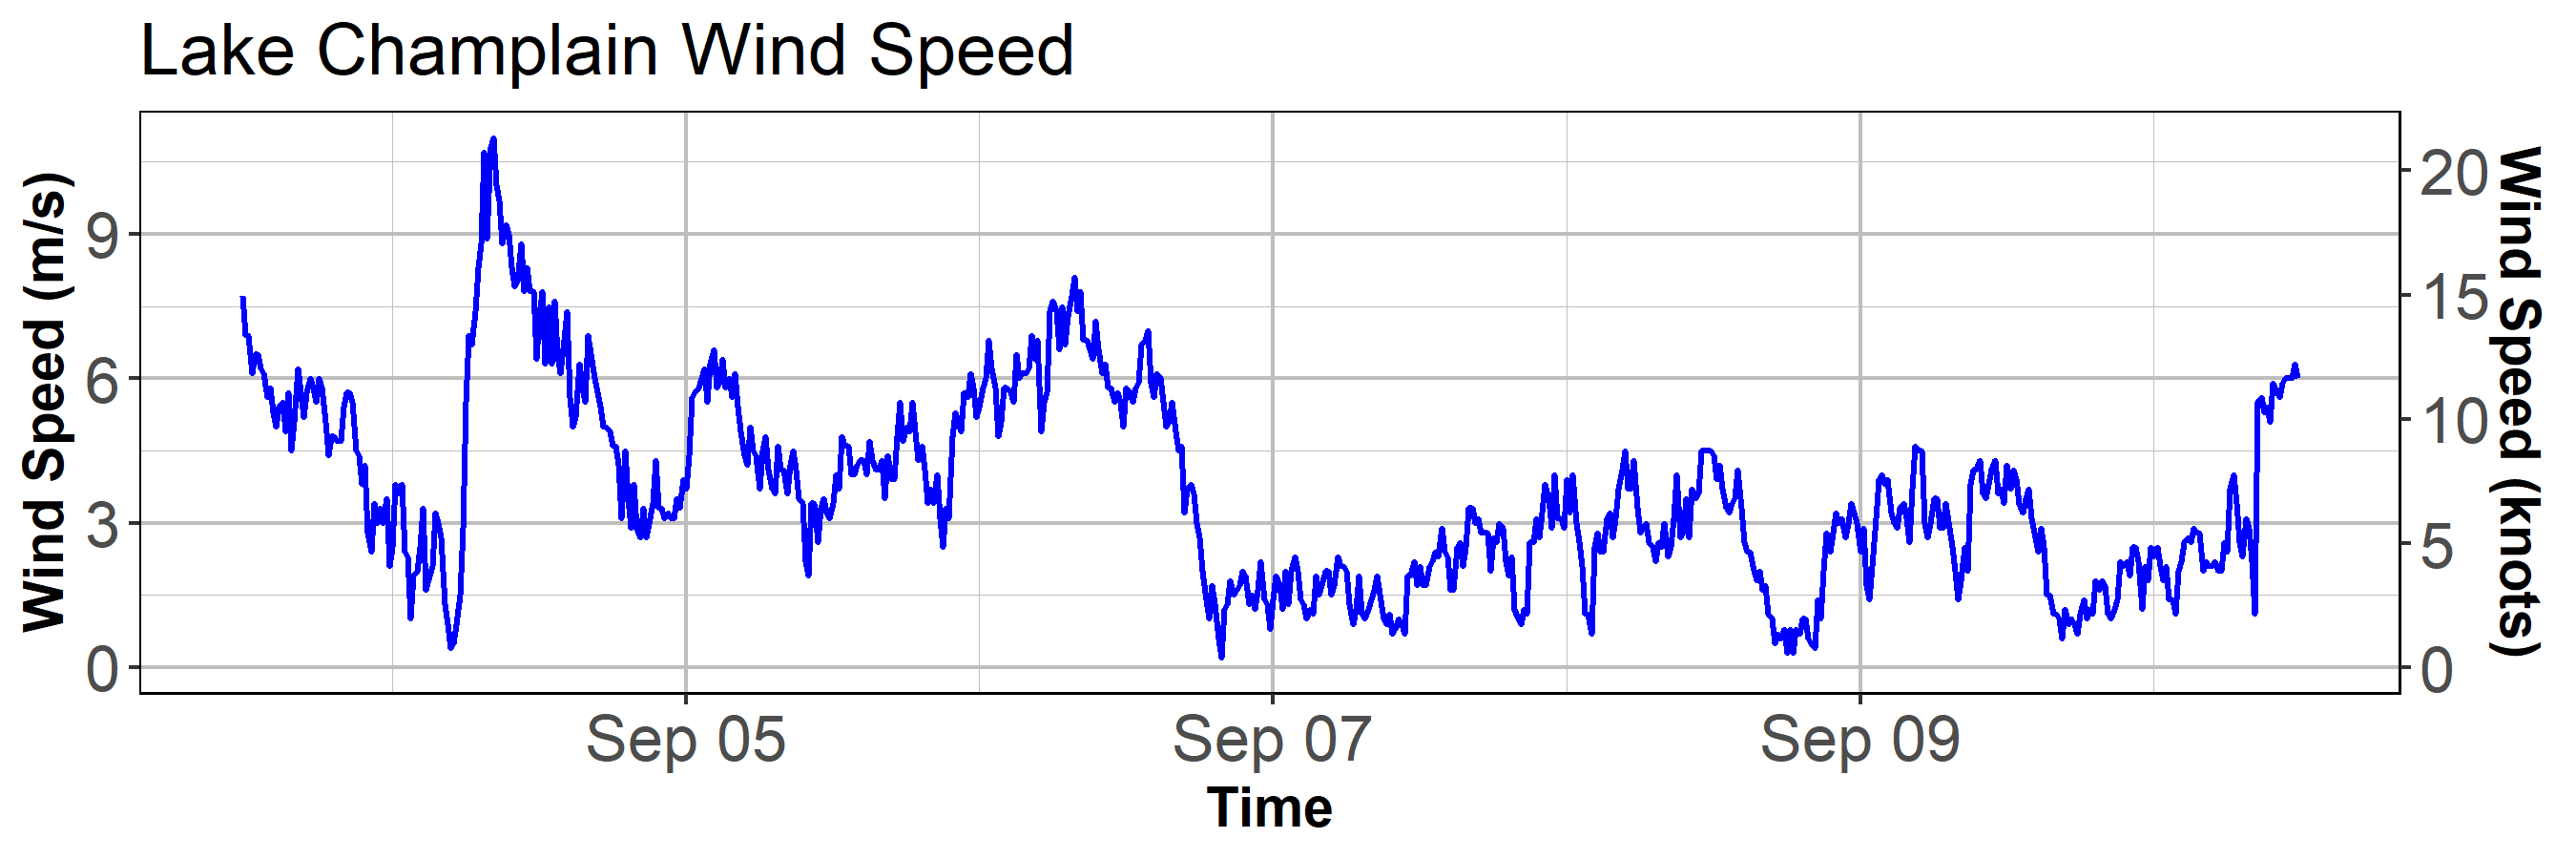 Lake Champlain Wind Speed
Wind Speed (m/s)
9
6
3
0
20
15
10
5
0
Wind Speed (knots)
Sep 05
Sep 07
Sep 09
Time